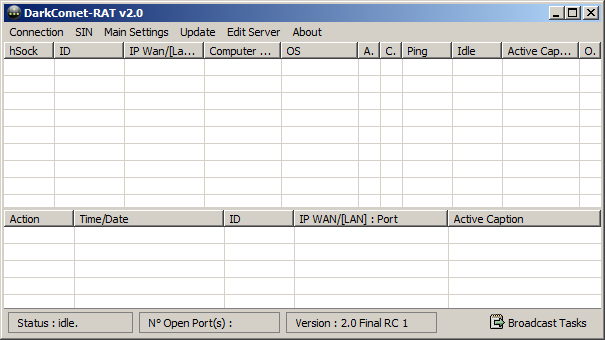 DarkComet-RAT v2.0
Connection SIN Main Settings Update Edit Server About
hSock ID IP Wan/[La... Computer ... OS A. C. Ping Idle Active Cap... O.
Action Time/Date ID IP WAN/[LAN] : Port Active Caption
Status : idle. N° Open Port(s) : Version : 2.0 Final RC 1 Broadcast Tasks